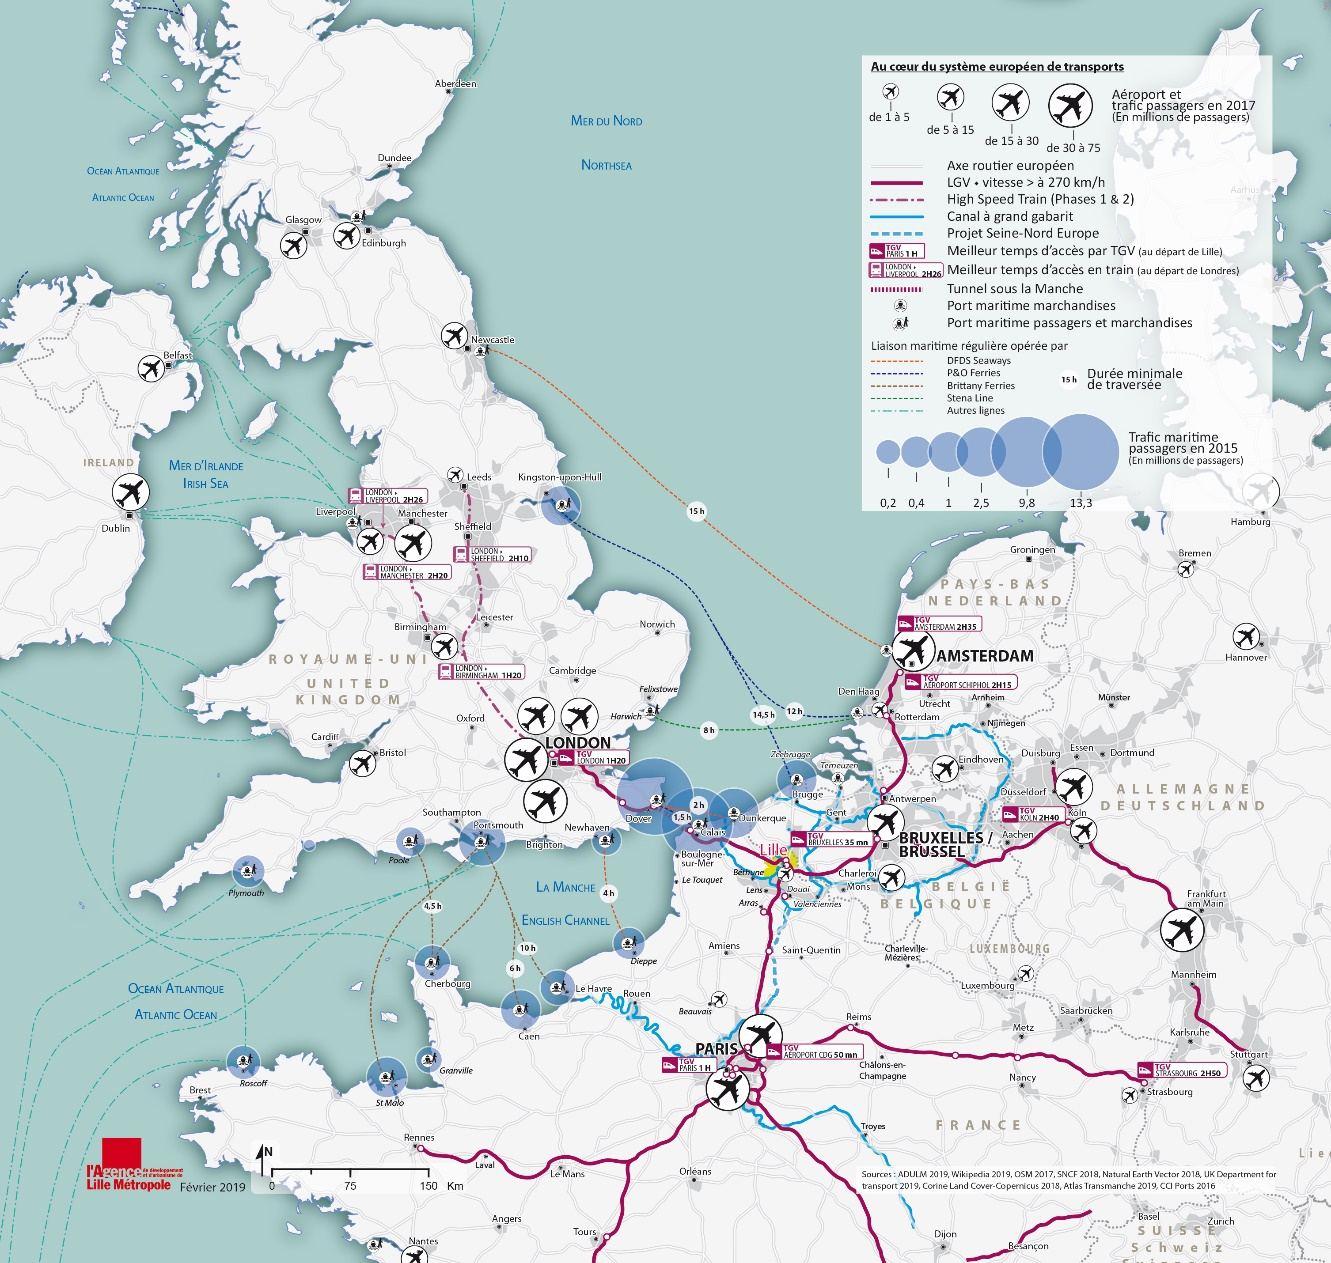 Au cœur du système européen de transports
Aéroport et
trafic passagers en 2017
(En millions de passagers)
de 1 à 5
de 5 à 15
de 15 à 30
de 30 à 75
Axe routier européen
LGV • vitesse > à 270 km/h
High Speed Train (Phases 1 & 2)
Canal à grand gabarit
Projet Seine-Nord Europe
TGV
PARIS 1 H
Meilleur temps d'accès par TGV (au départ de Lille)
LONDON ›
LIVERPOOL 2H26
Meilleur temps d'accès en train (au départ de Londres)
Tunnel sous la Manche
Port maritime marchandises
Port maritime passagers et marchandises
Liaison maritime régulière opérée par
DFDS Seaways
P&O Ferries
Brittany Ferries
Stena Line
Autres lignes
15 h
Durée minimale
de traversée
Trafic maritime
passagers en 2015
(En millions de passagers)
0,2
0,4
1
2,5
9,8
13,3
Aberdeen
Mer du Nord
Northsea
Océan Atlantique
Atlantic Ocean
Dundee
Glasgow
Edinburgh
Aarhus
Newcastle
Belfast
IRELAND
Mer d'Irlande
Irish Sea
Dublin
Leeds
Kingston-upon-Hull
LONDON ›
LIVERPOOL 2H26
Liverpool
Manchester
Sheffield
LONDON ›
SHEFFIELD 2H10
LONDON ›
MANCHESTER 2H20
15 h
Hamburg
Groningen
Bremen
PAYS-BAS
NEDERLAND
Leicester
Birmingham
Norwich
TGV
AMSTERDAM 2H35
AMSTERDAM
Hannover
ROYAUME-UNI
UNITED
KINGDOM
LONDON ›
BIRMINGHAM 1H20
Cambridge
TGV
AÉROPORT SCHIPHOL 2H15
Felixstowe
Harwich
Den Haag
Utrecht
Arnheim
Münster
Rotterdam
Nijmegen
Oxford
14,5 h
12 h
8 h
Cardiff
Bristol
LONDON
TGV
LONDON 1H20
Zeebrugge
Terneuzen
Eindhoven
Duisburg
Essen
Dortmund
Düsseldorf
ALLEMAGNE
DEUTSCHLAND
Brugge
Antwerpen
Southampton
Portsmouth
Newhaven
Brighton
Dover
2 h
1,5 h
Calais
Dunkerque
Gent
TGV
KÖLN 2H40
Köln
Aachen
TGV
BRUXELLES 35 mn
BRUXELLES /
BRUSSEL
Poole
Plymouth
Boulogne-
sur-Mer
Le Touquet
Lille
Béthune
Lens
Douai
Arras
Valenciennes
Charleroi
Mons
BELGIË
BELGIQUE
Frankfurt
am Main
La Manche
English Channel
4 h
4,5 h
10 h
6 h
Dieppe
Amiens
Saint-Quentin
Charleville-
Mézières
LUXEMBOURG
Luxembourg
Mannheim
Cherbourg
Le Havre
Rouen
Caen
Beauvais
Océan Atlantique
Atlantic Ocean
Reims
Saarbrücken
Metz
Karlsruhe
Stuttgart
PARIS
TGV
AÉROPORT CDG 50 mn
TGV
PARIS 1 H
Châlons-en-
Champagne
Nancy
TGV
STRASBOURG 2H50
Strasbourg
Brest
Roscoff
St Malo
Granville
FRANCE
Troyes
Rennes
Laval
Le Mans
Orléans
Angers
Tours
Nantes
Dijon
Besançon
Basel
Zurich
SUISSE
Schweiz
l'Agence de développement
et d'urbanisme de
Lille Métropole
Février 2019
N
0
75
150
Km
Sources : ADULM 2019, Wikipedia 2019, OSM 2017, SNCF 2018, Natural Earth Vector 2018, UK Department for
transport 2019, Corine Land Cover-Copernicus 2018, Atlas Transmanche 2019, CCI Ports 2016